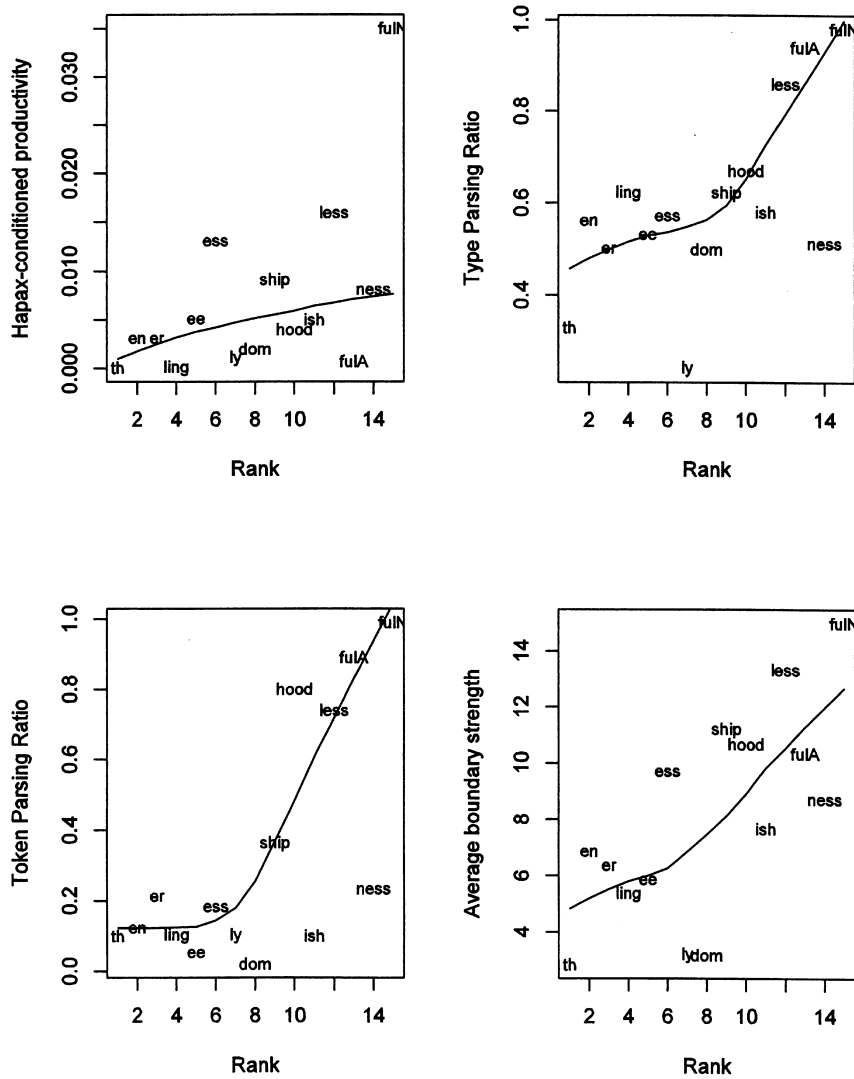 Hapax-conditioned productivity
0.030
0.020
0.010
0.000
fulN
less
ess
ship
ness
ee
ish
hood
en er
dom
ly
th
ling
fulA
2 4 6 8 10 14
Rank
Type Parsing Ratio
1.0
0.8
0.6
0.4
fulN
fulA
less
hood
ship
ling
ish
ess
en
ee
er
dom
ness
th
ly
2 4 6 8 10 14
Rank
Token Parsing Ratio
1.0
0.8
0.6
0.4
0.2
0.0
fulN
fulA
hood
less
ship
ness
er
ess
en
th
ling
ly
ish
ee
dom
2 4 6 8 10 14
Rank
Average boundary strength
14
12
10
8
6
4
fulN
less
ship
hood
fulA
ess
ness
ish
en
er
ee
ling
lydom
th
2 4 6 8 10 14
Rank